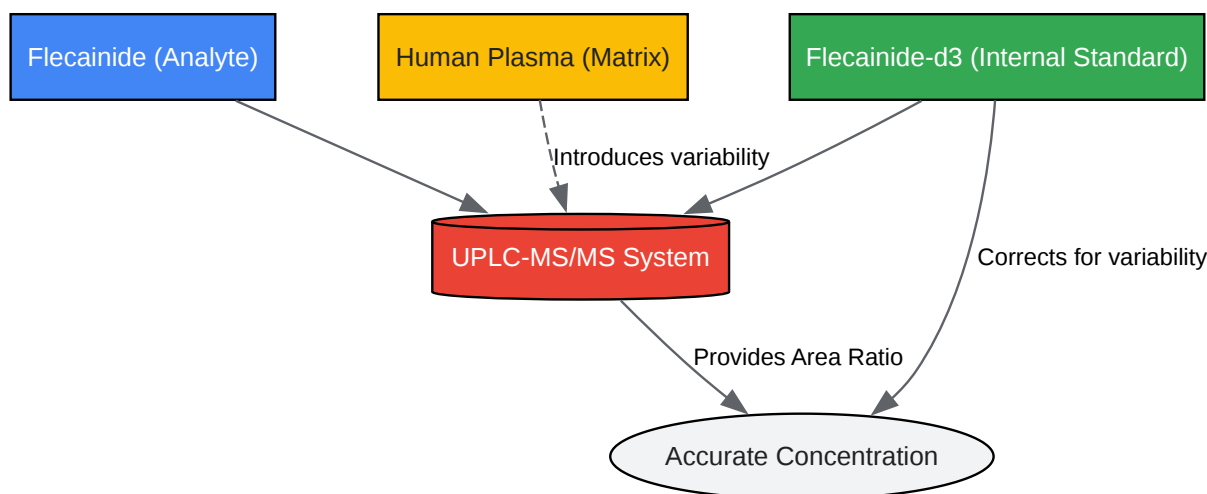 Flecainide (Analyte)
Human Plasma (Matrix)
Flecainide-d3 (Internal Standard)
Introduces variability
UPLC-MS/MS System
Corrects for variability
Provides Area Ratio
Accurate Concentration